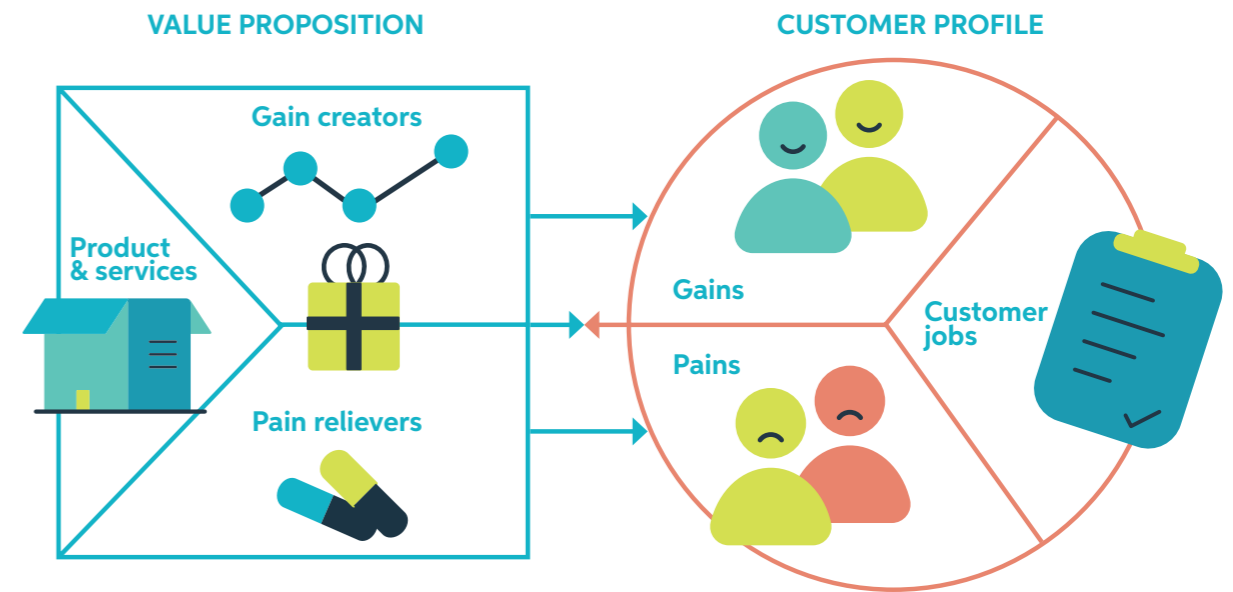 VALUE PROPOSITION
CUSTOMER PROFILE
Gain creators
Product
& services
Pain relievers
Gains
Pains
Customer
jobs